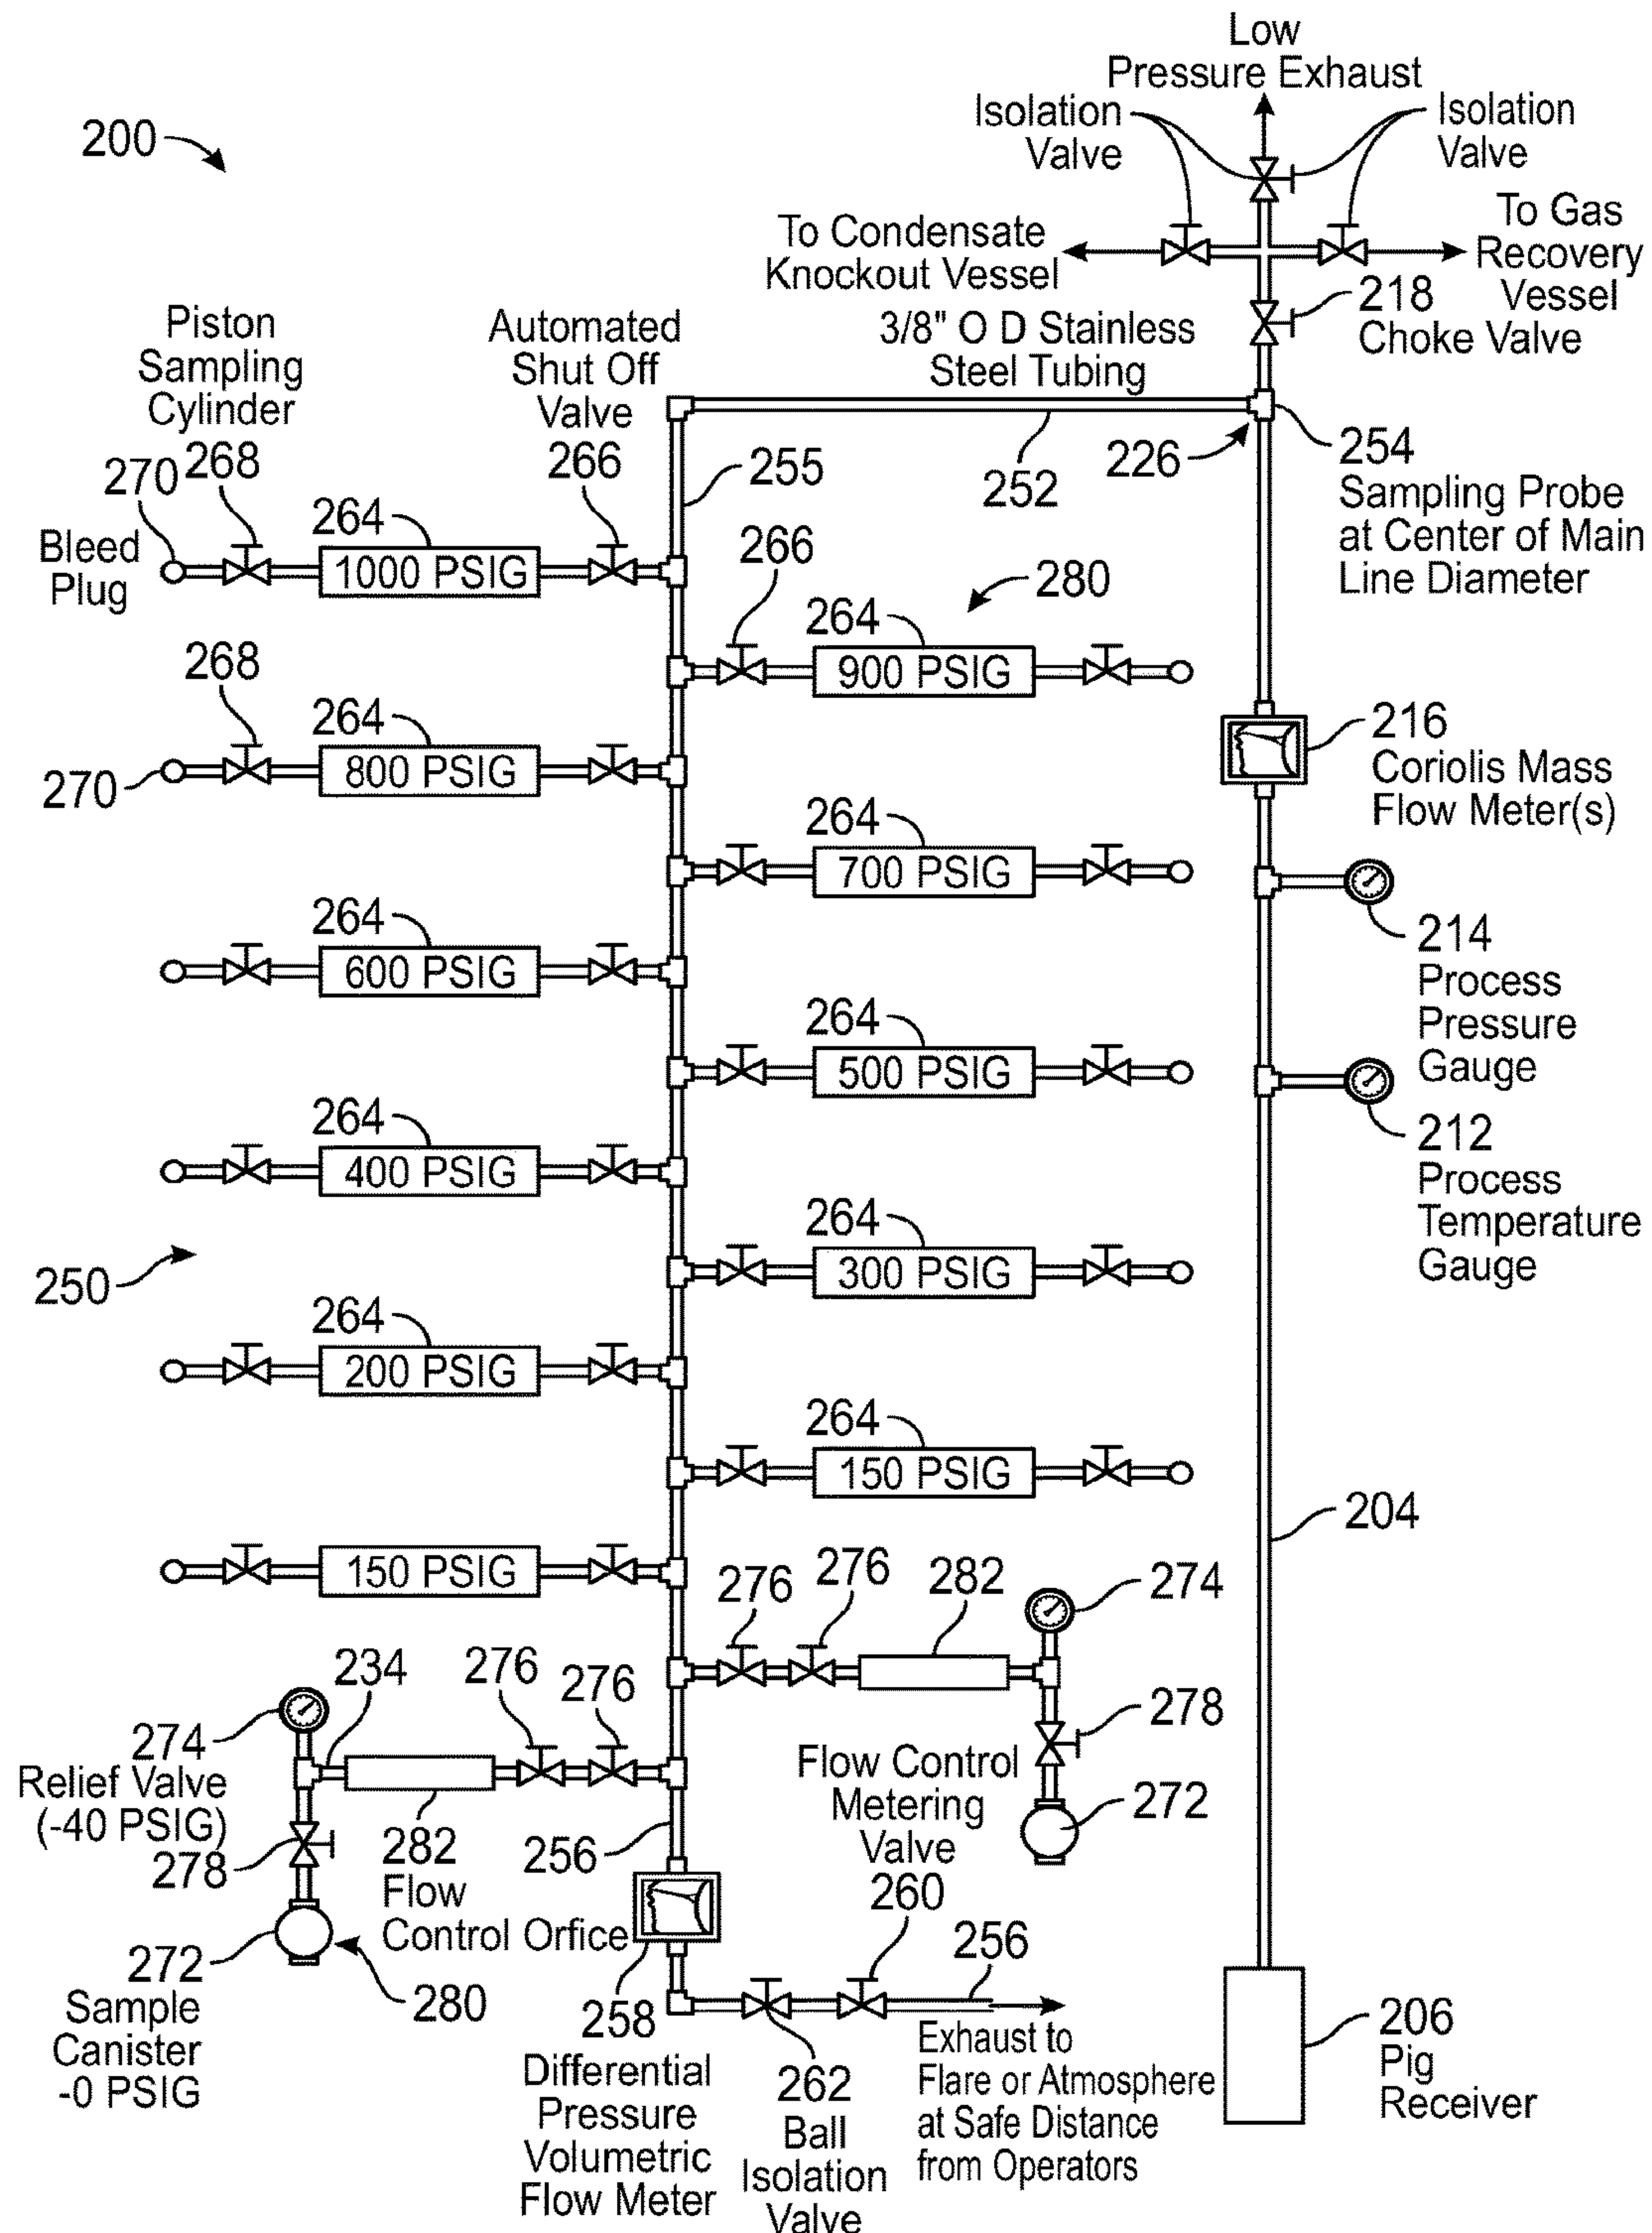 Low
Pressure Exhaust
Isolation
Valve
Isolation
Valve
200
To Condensate
Knockout Vessel
To Gas
Recovery
Vessel
218
Choke Valve
Piston
Sampling
Cylinder
Automated
Shut Off
Valve
3/8" O D Stainless
Steel Tubing
270
268
266
255
252
226
254
Sampling Probe
at Center of Main
Line Diameter
Bleed
Plug
264
1000 PSIG
266
280
264
900 PSIG
268
264
800 PSIG
270
216
Coriolis Mass
Flow Meter(s)
264
700 PSIG
264
600 PSIG
214
Process
Pressure
Gauge
264
500 PSIG
264
400 PSIG
212
Process
Temperature
Gauge
250
264
300 PSIG
264
200 PSIG
264
150 PSIG
204
150 PSIG
276
276
282
274
234
276
276
278
274
Relief Valve
(-40 PSIG)
278
282
Flow
Control Orfice
256
Flow Control
Metering
Valve
260
272
272
Sample
Canister
-0 PSIG
280
258
Differential
Pressure
Volumetric
Flow Meter
262
Ball
Isolation
Valve
256
Exhaust to
Flare or Atmosphere
at Safe Distance
from Operators
206
Pig
Receiver